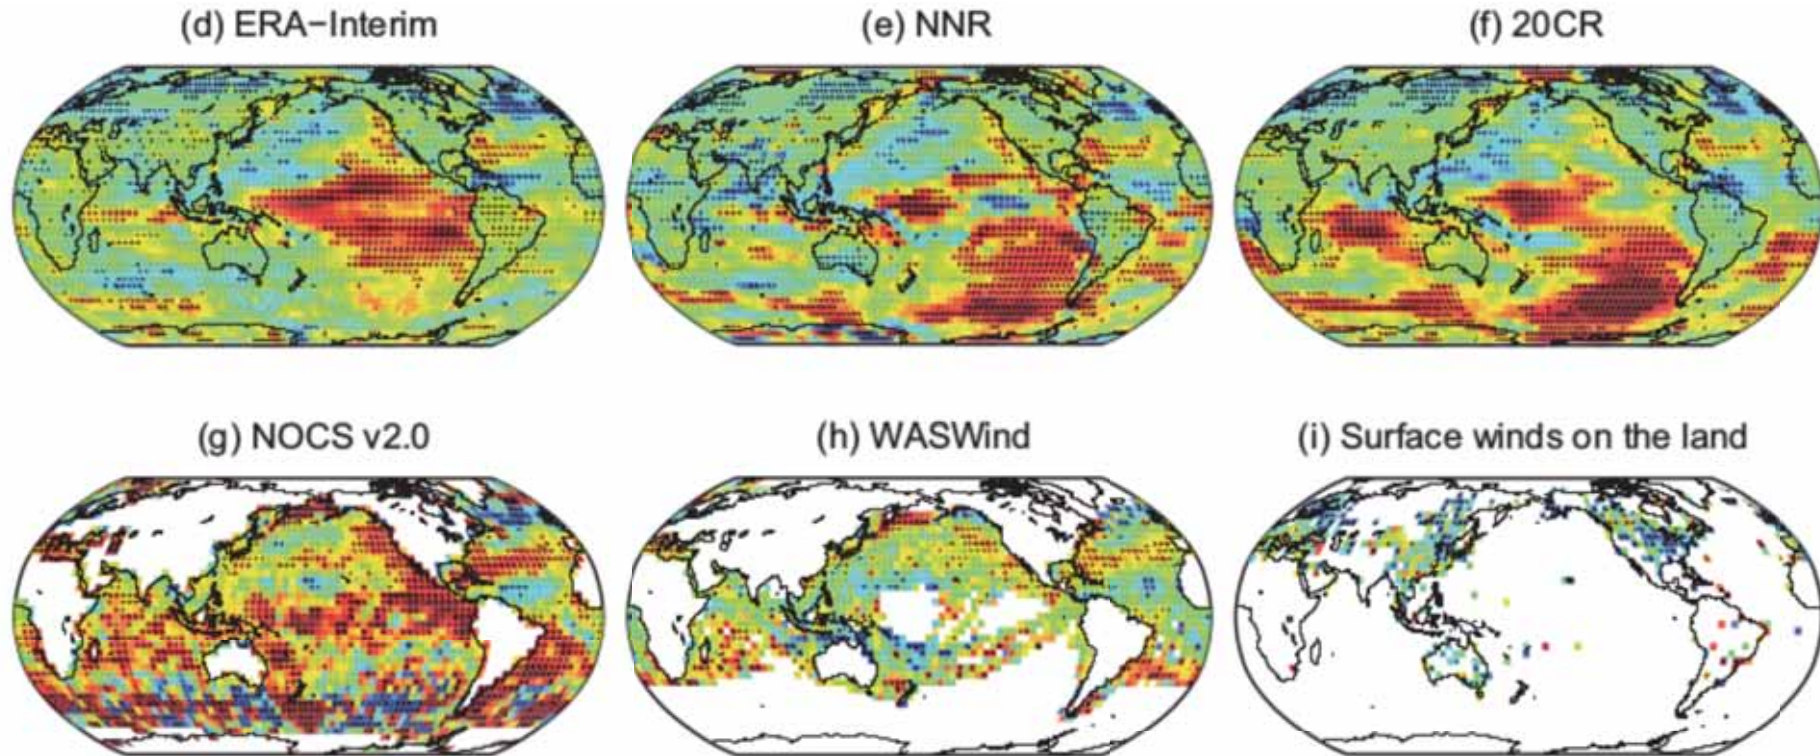 (d) ERA−Interim
(e) NNR
(f) 20CR
(g) NOCS v2.0
(h) WASWind
(i) Surface winds on the land